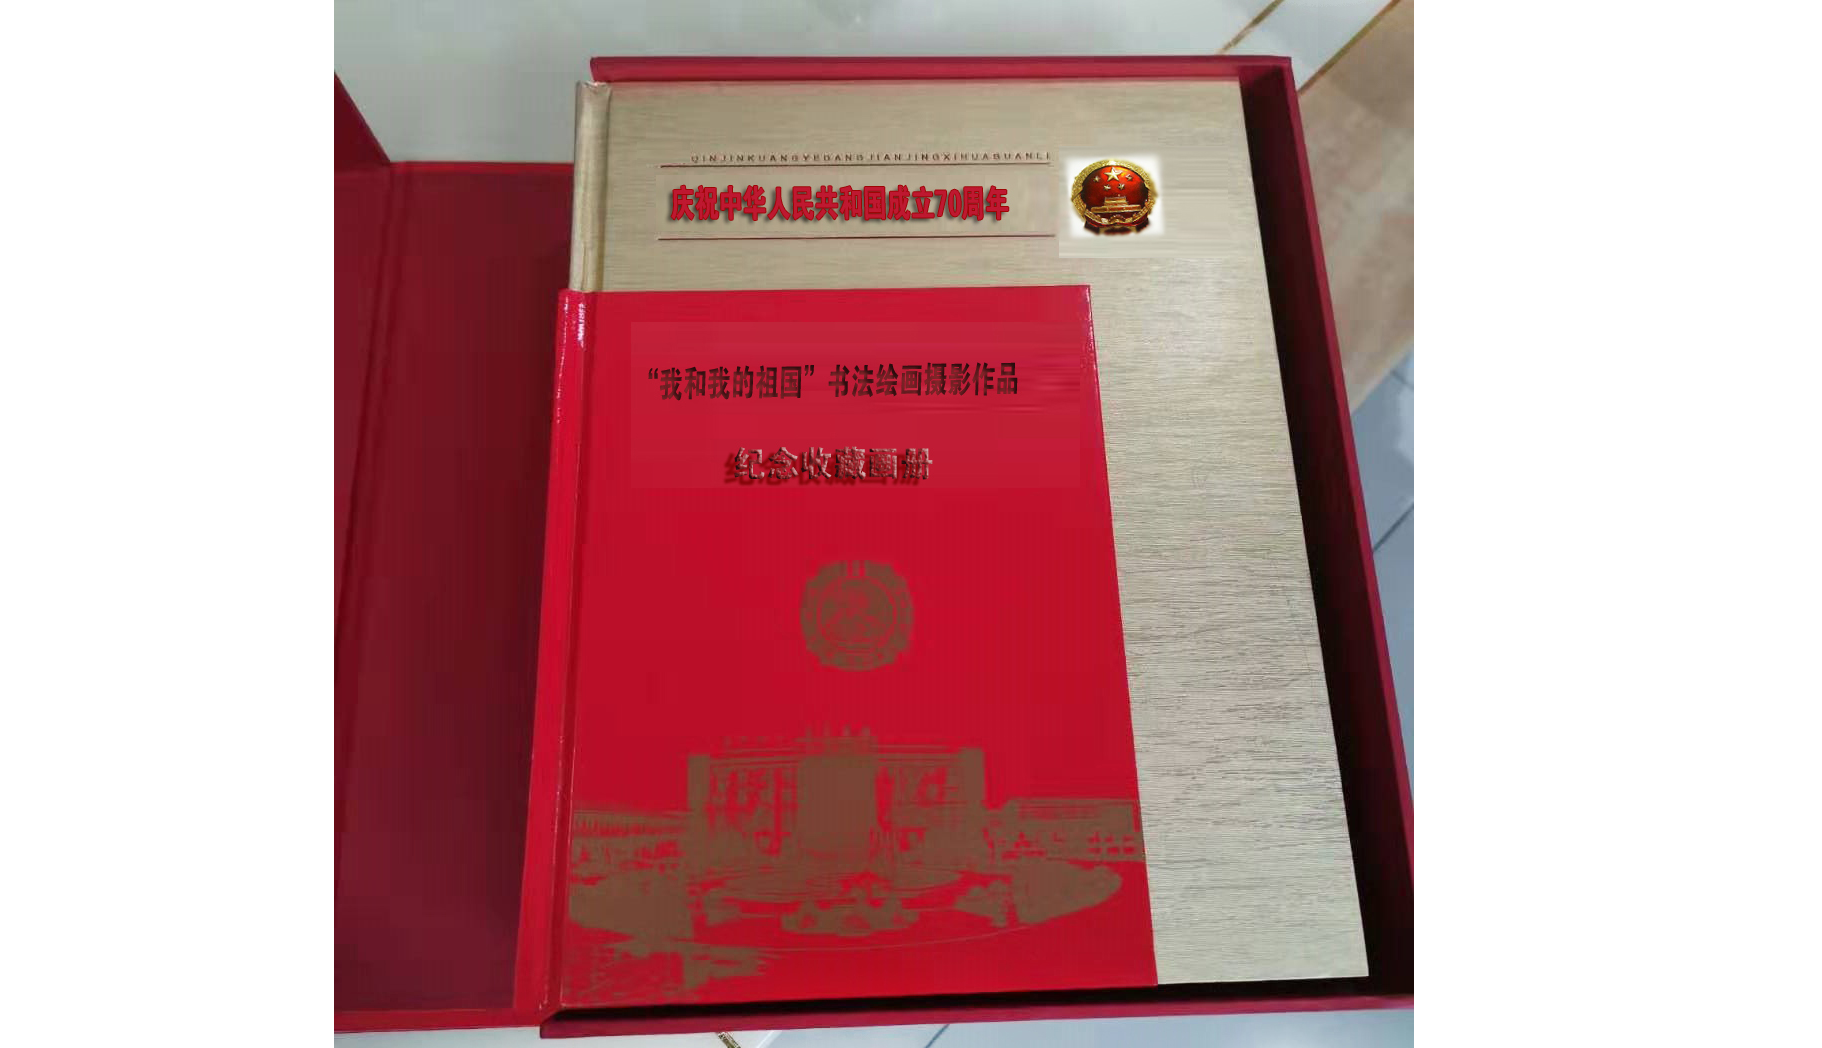 QINJINKUANGYEGANGJIANJINGXIHUAGUANLI
庆祝中华人民共和国成立70周年
“我和我的祖国”书法绘画摄影作品
纪念收藏画册